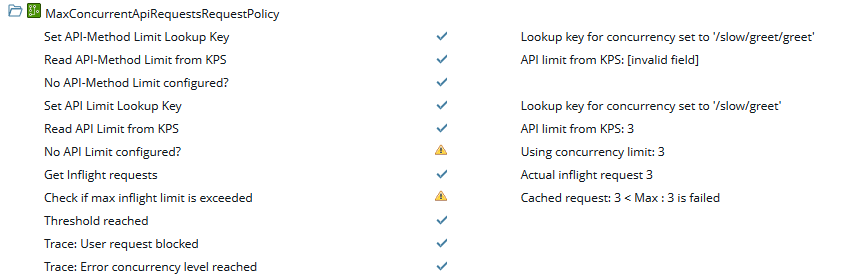 MaxConcurrentApiRequestsRequestPolicy
Set API-Method Limit Lookup Key Lookup key for concurrency set to '/slow/greet/greet'
Read API-Method Limit from KPS API limit from KPS: [invalid field]
No API-Method Limit configured?
Set API Limit Lookup Key Lookup key for concurrency set to '/slow/greet'
Read API Limit from KPS API limit from KPS: 3
No API Limit configured? Using concurrency limit: 3
Get Inflight requests Actual inflight request 3
Check if max inflight limit is exceeded Cached request: 3 < Max : 3 is failed
Threshold reached
Trace: User request blocked
Trace: Error concurrency level reached